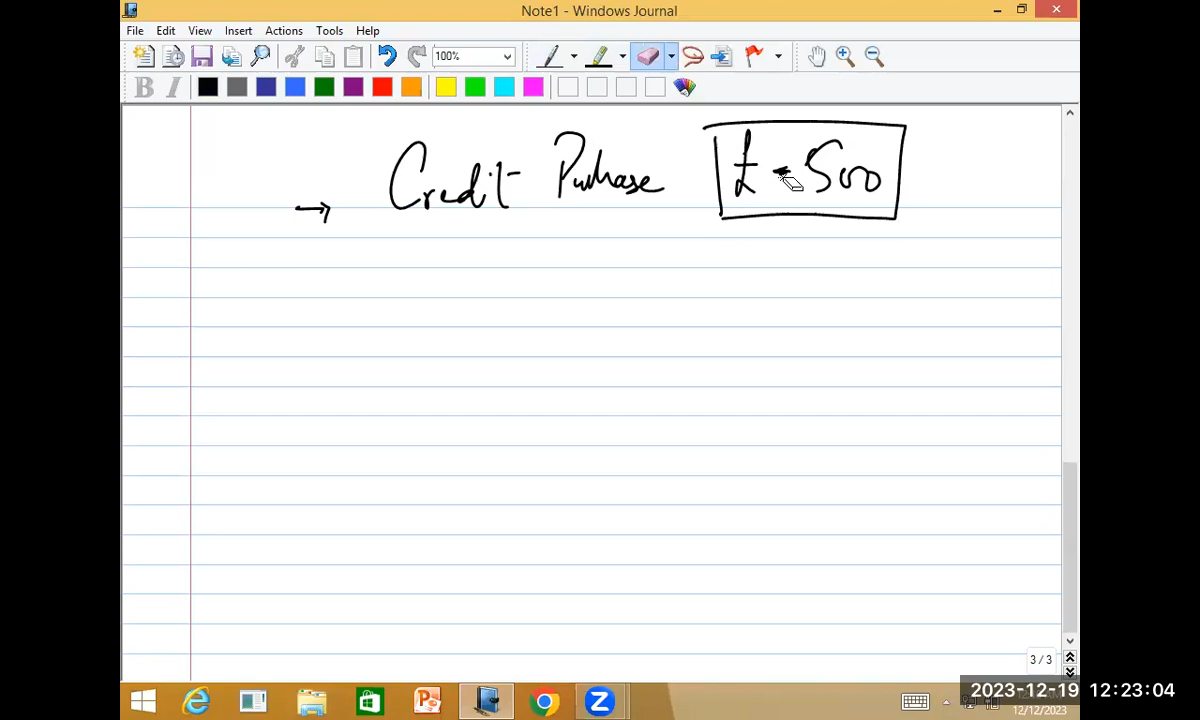 Note1 - Windows Journal
File Edit View Insert Actions Tools Help
100%
B I
→ Credit Purchase £ - 500
3 / 3
2023-12-19 12:23:04
12/12/2023